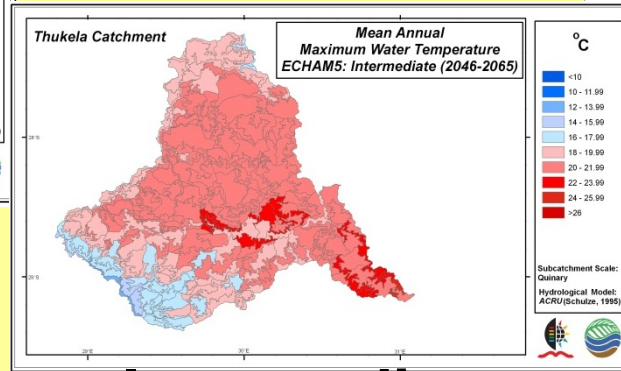 Thukela Catchment
Mean Annual
Maximum Water Temperature
ECHAM5: Intermediate (2046-2065)
°C
<10
10 - 11.99
12 - 13.99
14 - 15.99
16 - 17.99
18 - 19.99
20 - 21.99
22 - 23.99
24 - 25.99
>26
Subcatchment Scale:
Quinary
Hydrological Model:
ACRU(Schulze, 1995)
30°E
31°E